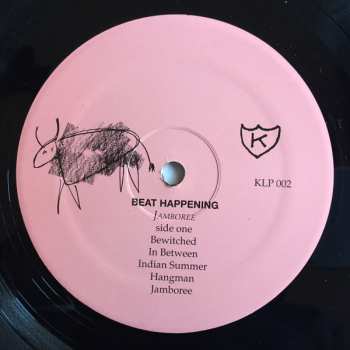 K
KLP 002
BEAT HAPPENING
JAMBOREE
side one
Bewitched
In Between
Indian Summer
Hangman
Jamboree